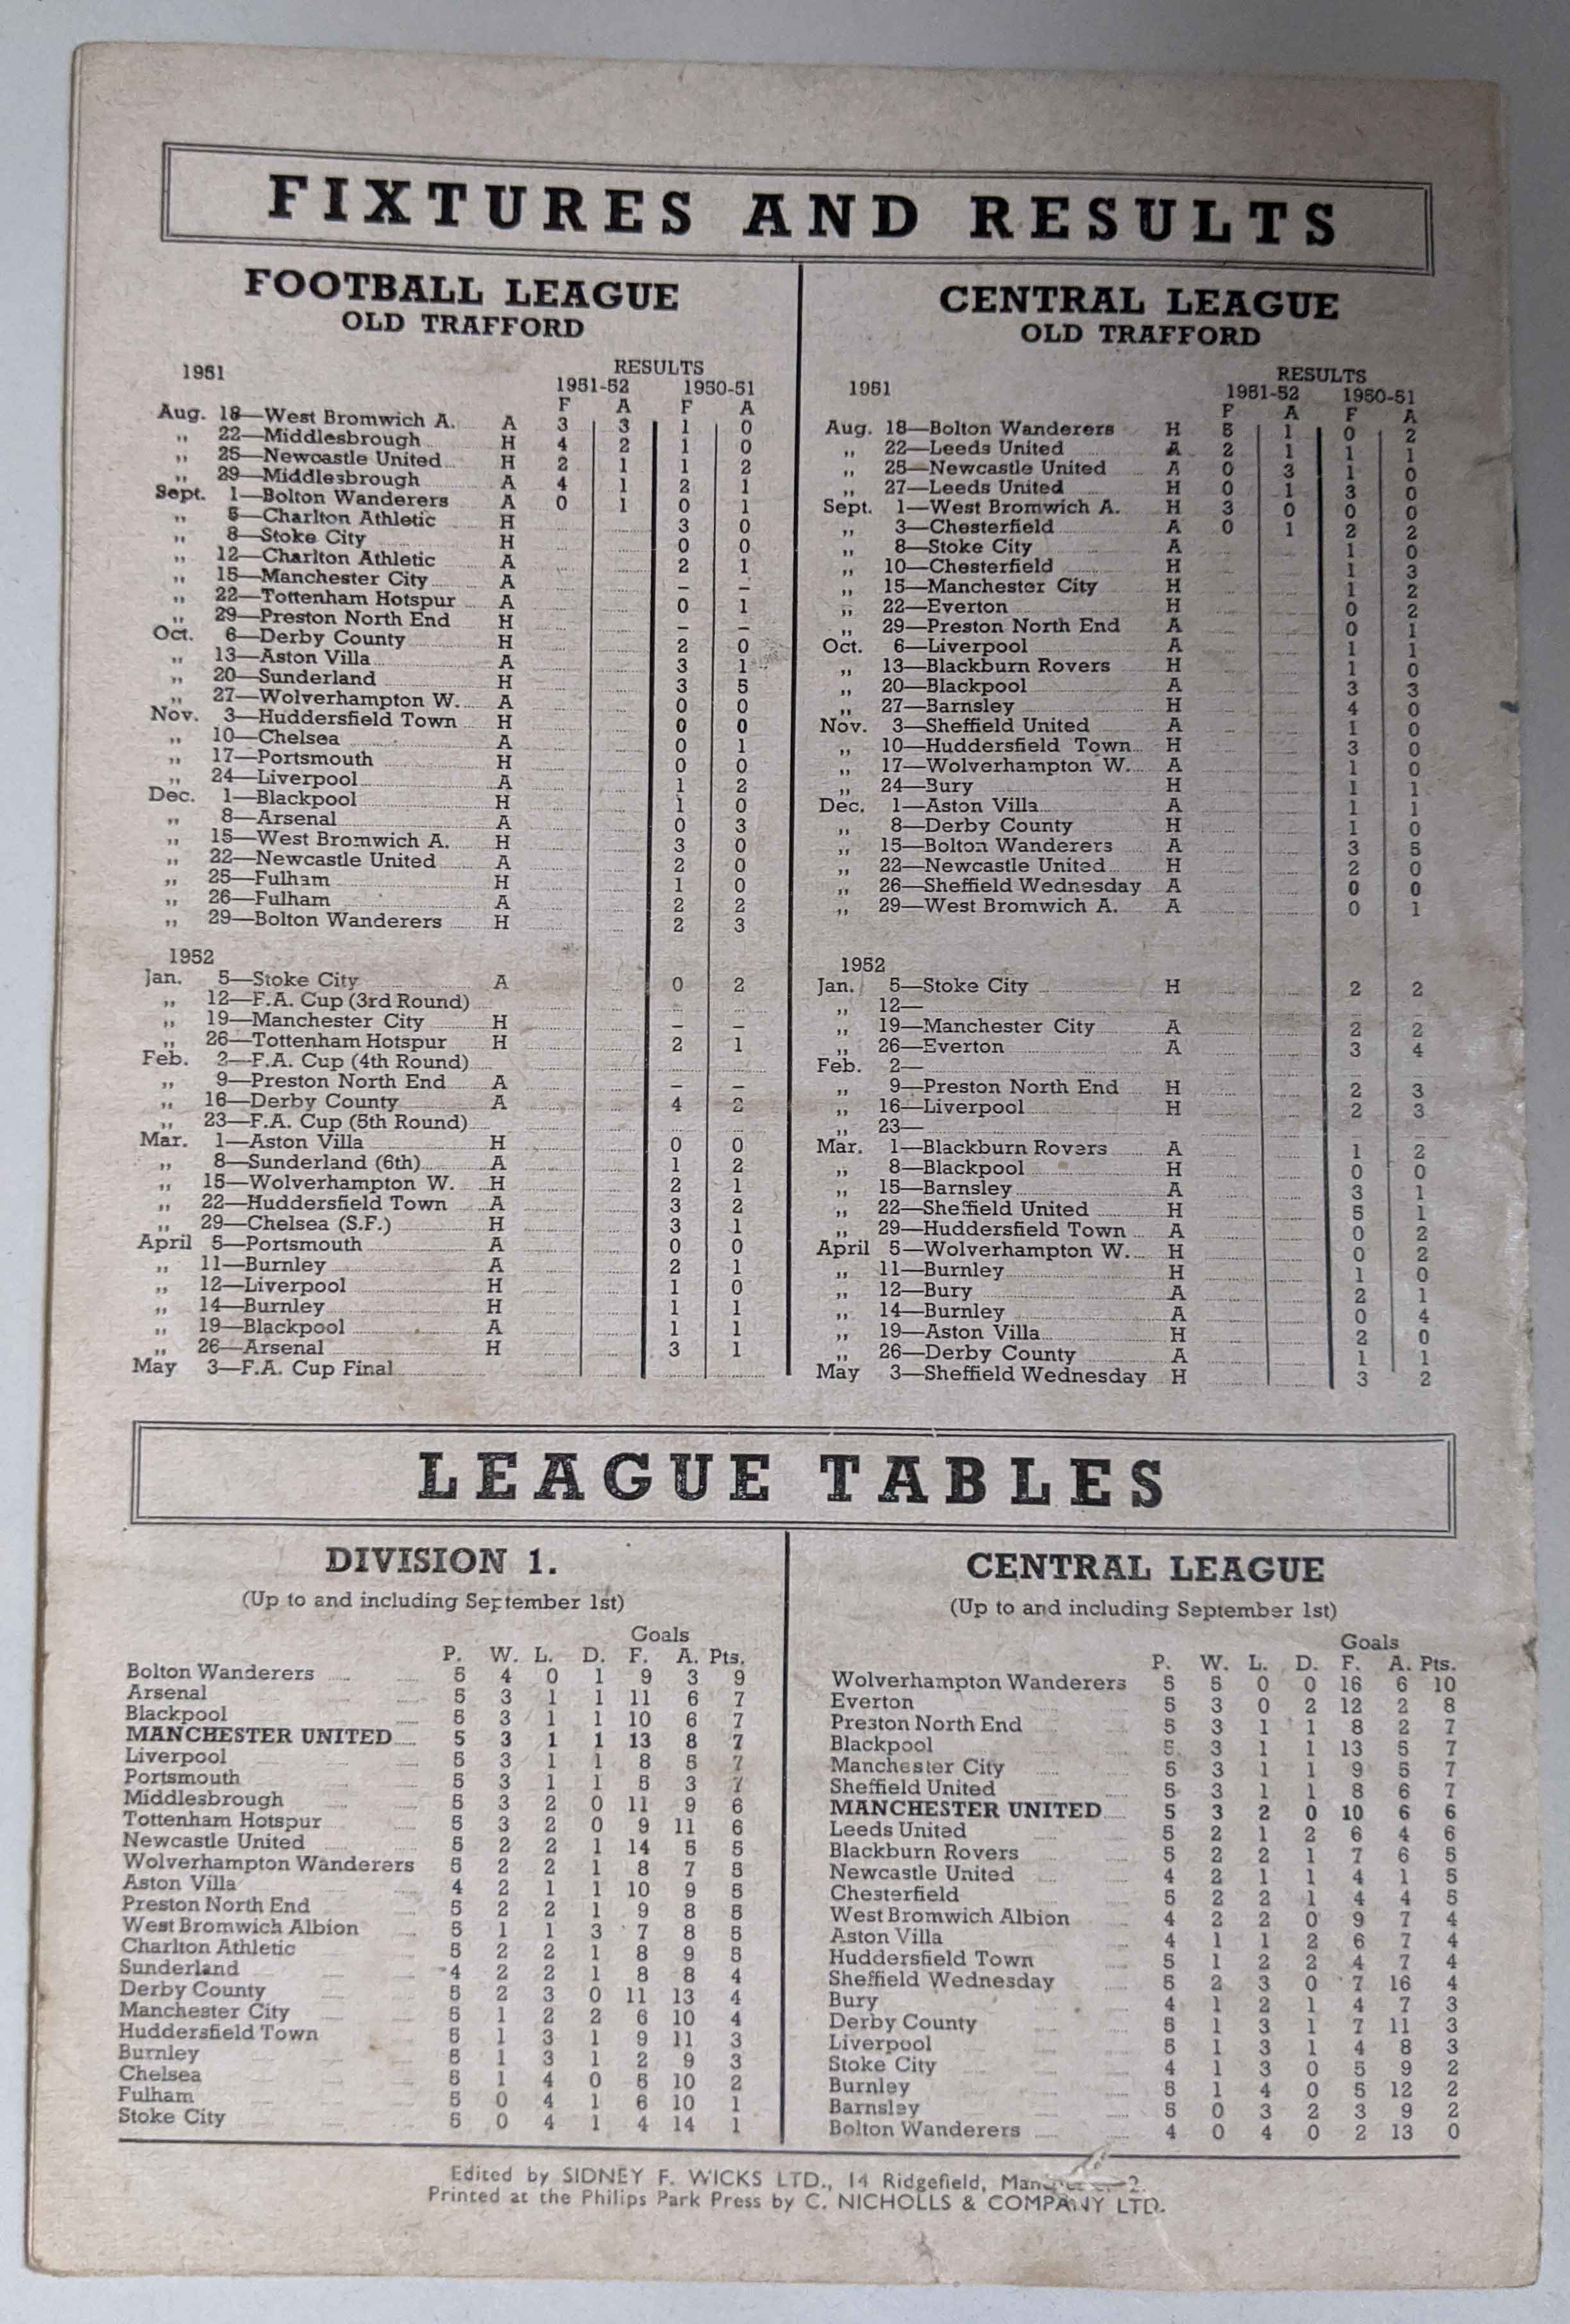 FIXTURES AND RESULTS
FOOTBALL LEAGUE
OLD TRAFFORD
RESULTS
1951 1951-52 1950-51
F A F A
Aug. 18—West Bromwich A. A 3 3 1 0
„ 22—Middlesbrough H 4 2 1 0
„ 25—Newcastle United H 2 1 1 2
„ 29—Middlesbrough A 4 1 2 1
Sept. 1—Bolton Wanderers A 0 1 0 1
„ 5—Charlton Athletic H 3 0
„ 8—Stoke City H 0 0
„ 12—Charlton Athletic A 2 1
„ 15—Manchester City A – –
„ 22—Tottenham Hotspur A 0 1
„ 29—Preston North End H – –
Oct. 6—Derby County H 2 0
„ 13—Aston Villa A 3 1
„ 20—Sunderland H 3 5
„ 27—Wolverhampton W. A 0 0
Nov. 3—Huddersfield Town H 0 0
„ 10—Chelsea A 0 1
„ 17—Portsmouth H 0 0
„ 24—Liverpool A 1 2
Dec. 1—Blackpool H 1 0
„ 8—Arsenal A 0 3
„ 15—West Bromwich A. H 3 0
„ 22—Newcastle United A 2 0
„ 25—Fulham H 1 0
„ 26—Fulham A 2 2
„ 29—Bolton Wanderers H 2 3
1952
Jan. 5—Stoke City A 0 2
„ 12—F.A. Cup (3rd Round)
„ 19—Manchester City H – –
„ 26—Tottenham Hotspur H 2 1
Feb. 2—F.A. Cup (4th Round)
„ 9—Preston North End A – –
„ 16—Derby County A 4 2
„ 23—F.A. Cup (5th Round)
Mar. 1—Aston Villa H 0 0
„ 8—Sunderland (6th) A 1 2
„ 15—Wolverhampton W. H 2 1
„ 22—Huddersfield Town A 3 2
„ 29—Chelsea (S.F.) H 3 1
April 5—Portsmouth A 0 0
„ 11—Burnley A 2 1
„ 12—Liverpool H 1 0
„ 14—Burnley H 1 1
„ 19—Blackpool A 1 1
„ 26—Arsenal H 3 1
May 3—F.A. Cup Final
CENTRAL LEAGUE
OLD TRAFFORD
RESULTS
1951 1951-52 1950-51
F A F A
Aug. 18—Bolton Wanderers H 5 1 0 2
„ 22—Leeds United A 2 1 1 1
„ 25—Newcastle United A 0 3 1 0
„ 27—Leeds United H 0 1 3 0
Sept. 1—West Bromwich A. H 3 0 0 0
„ 3—Chesterfield A 0 1 2 2
„ 8—Stoke City A 1 0
„ 10—Chesterfield H 1 3
„ 15—Manchester City H 1 2
„ 22—Everton H 0 2
„ 29—Preston North End A 0 1
Oct. 6—Liverpool A 1 1
„ 13—Blackburn Rovers H 1 0
„ 20—Blackpool A 3 3
„ 27—Barnsley H 4 0
Nov. 3—Sheffield United A 1 0
„ 10—Huddersfield Town H 3 0
„ 17—Wolverhampton W. A 1 0
„ 24—Bury H 1 1
Dec. 1—Aston Villa A 1 1
„ 8—Derby County H 1 0
„ 15—Bolton Wanderers A 3 5
„ 22—Newcastle United H 2 0
„ 26—Sheffield Wednesday A 0 0
„ 29—West Bromwich A. A 0 1
1952
Jan. 5—Stoke City H 2 2
„ 12—
„ 19—Manchester City A 2 2
„ 26—Everton A 3 4
Feb. 2—
„ 9—Preston North End H 2 3
„ 16—Liverpool H 2 3
„ 23—
Mar. 1—Blackburn Rovers A 1 2
„ 8—Blackpool H 0 0
„ 15—Barnsley A 3 1
„ 22—Sheffield United H 5 1
„ 29—Huddersfield Town A 0 2
April 5—Wolverhampton W. H 0 2
„ 11—Burnley H 1 0
„ 12—Bury A 2 1
„ 14—Burnley A 0 4
„ 19—Aston Villa H 2 0
„ 26—Derby County A 1 1
May 3—Sheffield Wednesday H 3 2
LEAGUE TABLES
DIVISION 1.
(Up to and including September 1st)
Goals
P. W. L. D. F. A. Pts.
Bolton Wanderers 5 4 0 1 9 3 9
Arsenal 5 3 1 1 11 6 7
Blackpool 5 3 1 1 10 6 7
MANCHESTER UNITED 5 3 1 1 13 8 7
Liverpool 5 3 1 1 8 5 7
Portsmouth 5 3 1 1 5 3 7
Middlesbrough 5 3 2 0 11 9 6
Tottenham Hotspur 5 3 2 0 9 11 6
Newcastle United 5 2 2 1 14 5 5
Wolverhampton Wanderers 5 2 2 1 8 7 5
Aston Villa 4 2 1 1 10 9 5
Preston North End 5 2 2 1 9 8 5
West Bromwich Albion 5 1 1 3 7 8 5
Charlton Athletic 5 2 2 1 8 9 5
Sunderland 4 2 2 1 8 8 4
Derby County 5 2 3 0 11 13 4
Manchester City 5 1 2 2 6 10 4
Huddersfield Town 5 1 3 1 9 11 3
Burnley 5 1 3 1 2 9 3
Chelsea 5 1 4 0 5 10 2
Fulham 5 0 4 1 6 10 1
Stoke City 5 0 4 1 4 14 1
CENTRAL LEAGUE
(Up to and including September 1st)
Goals
P. W. L. D. F. A. Pts.
Wolverhampton Wanderers 5 5 0 0 16 6 10
Everton 5 3 0 2 12 2 8
Preston North End 5 3 1 1 8 2 7
Blackpool 5 3 1 1 13 5 7
Manchester City 5 3 1 1 9 5 7
Sheffield United 5 3 1 1 8 6 7
MANCHESTER UNITED 5 3 2 0 10 6 6
Leeds United 5 2 1 2 6 4 6
Blackburn Rovers 5 2 2 1 7 6 5
Newcastle United 4 2 1 1 4 1 5
Chesterfield 5 2 2 1 4 4 5
West Bromwich Albion 4 2 2 0 9 7 4
Aston Villa 4 1 1 2 6 7 4
Huddersfield Town 5 1 2 2 4 7 4
Sheffield Wednesday 5 2 3 0 7 16 4
Bury 4 1 2 1 4 7 3
Derby County 5 1 3 1 7 11 3
Liverpool 5 1 3 1 4 8 3
Stoke City 4 1 3 0 5 9 2
Burnley 5 1 4 0 5 12 2
Barnsley 5 0 3 2 3 9 2
Bolton Wanderers 4 0 4 0 2 13 0
Edited by SIDNEY F. WICKS LTD., 14 Ridgefield, 2.
Printed at the Philips Park Press by C. NICHOLLS & COMPANY LTD.